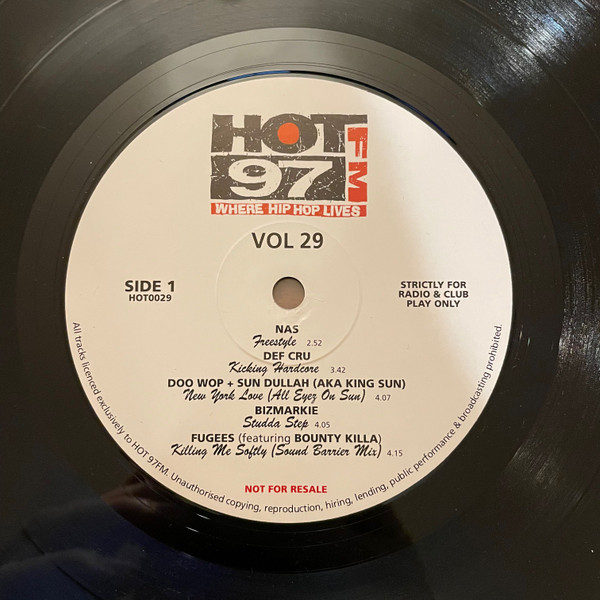 HOT FM
97
WHERE HIP HOP LIVES
VOL 29
SIDE 1
HOT0029
STRICTLY FOR
RADIO & CLUB
PLAY ONLY
NAS
Freestyle 2.52
DEF CRU
Kicking Hardcore 3.42
DOO WOP + SUN DULLAH (AKA KING SUN)
New York Love (All Eyez On Sun) 4.07
BIZMARKIE
Studda Step 4.05
FUGEES (featuring BOUNTY KILLA)
Killing Me Softly (Sound Barrier Mix) 4.15
NOT FOR RESALE
All tracks licenced exclusively to HOT 97FM. Unauthorised copying, reproduction, hiring, lending, public performance & broadcasting prohibited.